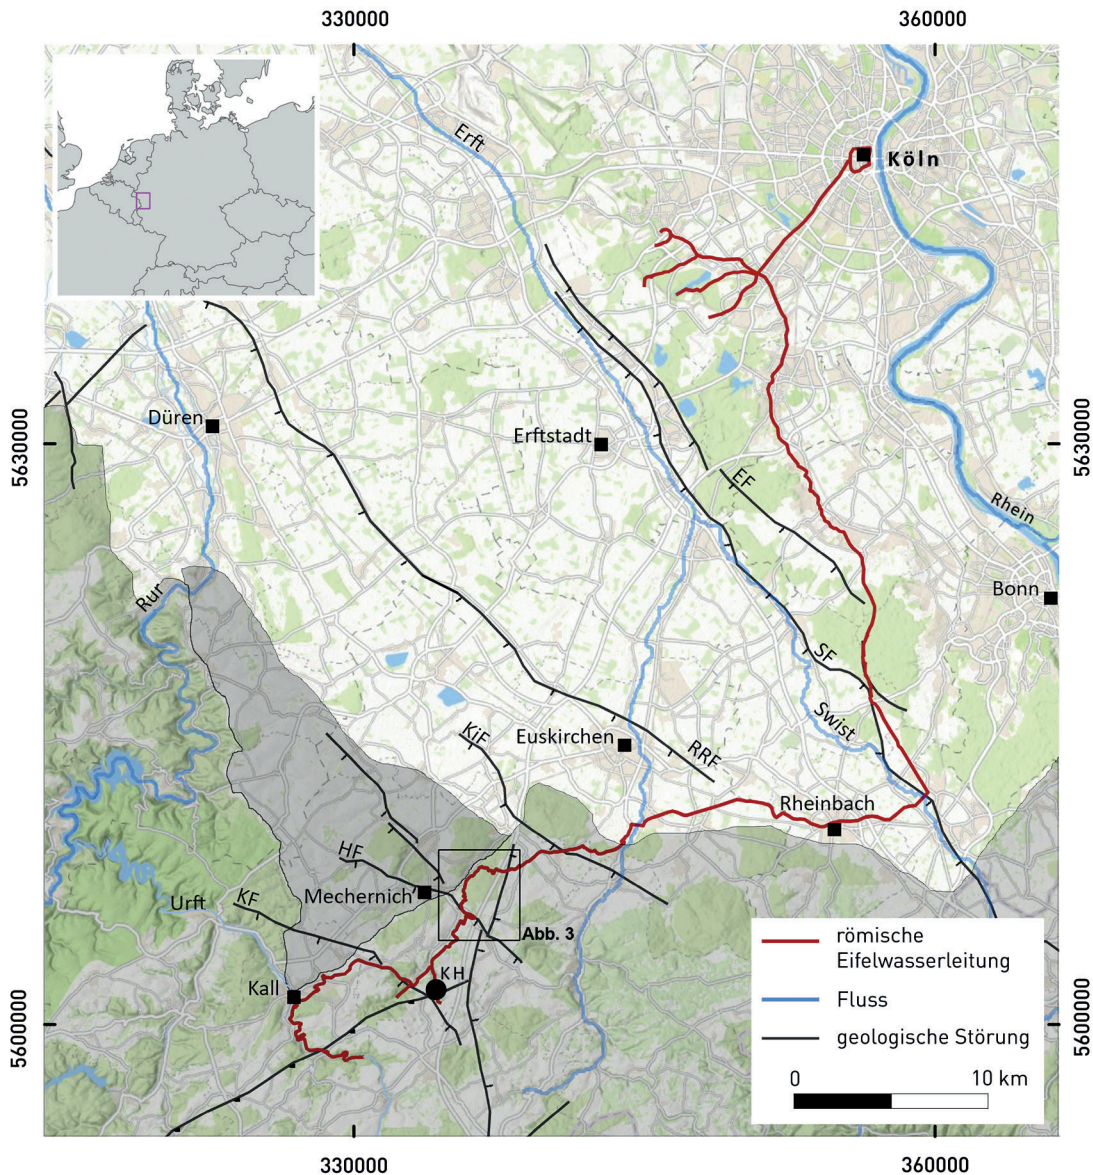 330000
360000
Erft
Köln
5630000
5630000
Düren
Erftstadt
EF
Rhein
Rur
Bonn
SF
Swist
KiF
Euskirchen
RRF
Rheinbach
HF
Mechernich
KF
Urft
Abb. 3
KH
Kall
5600000
5600000
römische
Eifelwasserleitung
Fluss
geologische Störung
0 10 km
330000
360000